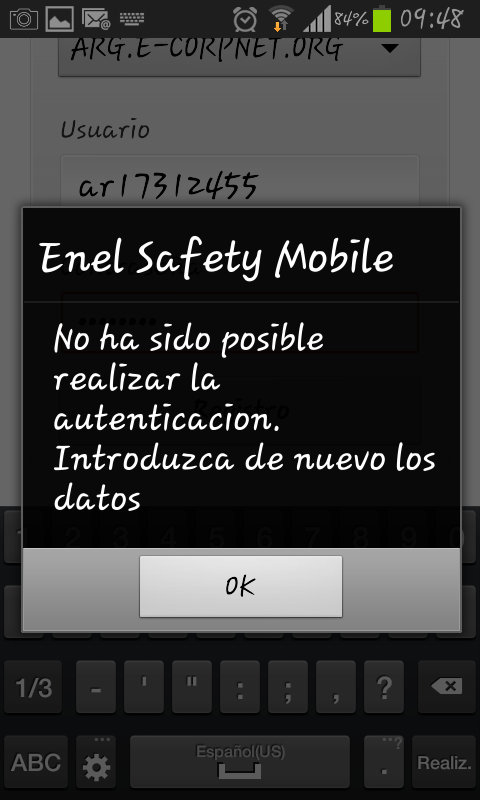 84% 09:48
ARG.E-CORPNET.ORG
Usuario
ar17312455
Enel Safety Mobile
No ha sido posible
realizar la
autenticacion.
Introduzca de nuevo los
datos
OK
1/3 - ' " : ; , ?
ABC Español(US) . Realiz.